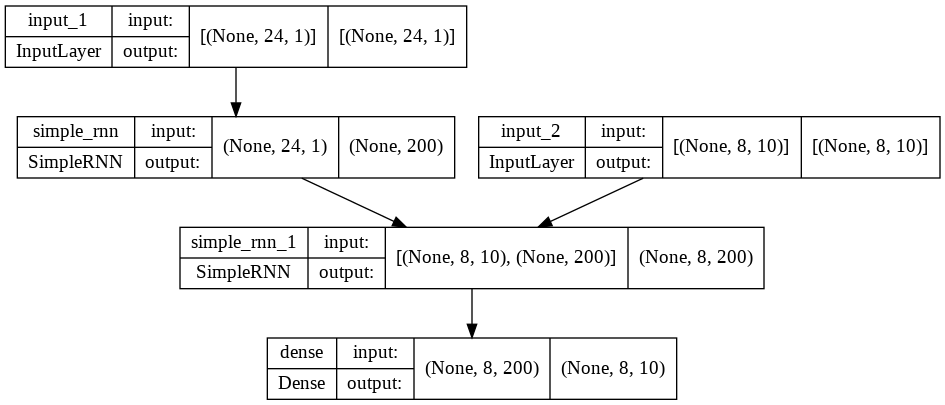 input_1 input: [(None, 24, 1)] [(None, 24, 1)]
InputLayer output:
simple_rnn input: (None, 24, 1) (None, 200)
SimpleRNN output:
input_2 input: [(None, 8, 10)] [(None, 8, 10)]
InputLayer output:
simple_rnn_1 input: [(None, 8, 10), (None, 200)] (None, 8, 200)
SimpleRNN output:
dense input: (None, 8, 200) (None, 8, 10)
Dense output: